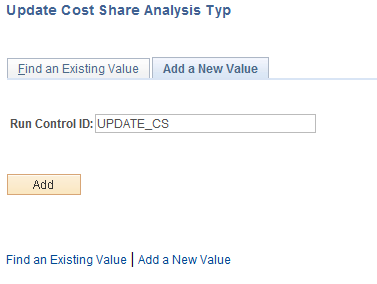 Update Cost Share Analysis Typ
Find an Existing Value Add a New Value
Run Control ID: UPDATE_CS
Add
Find an Existing Value | Add a New Value